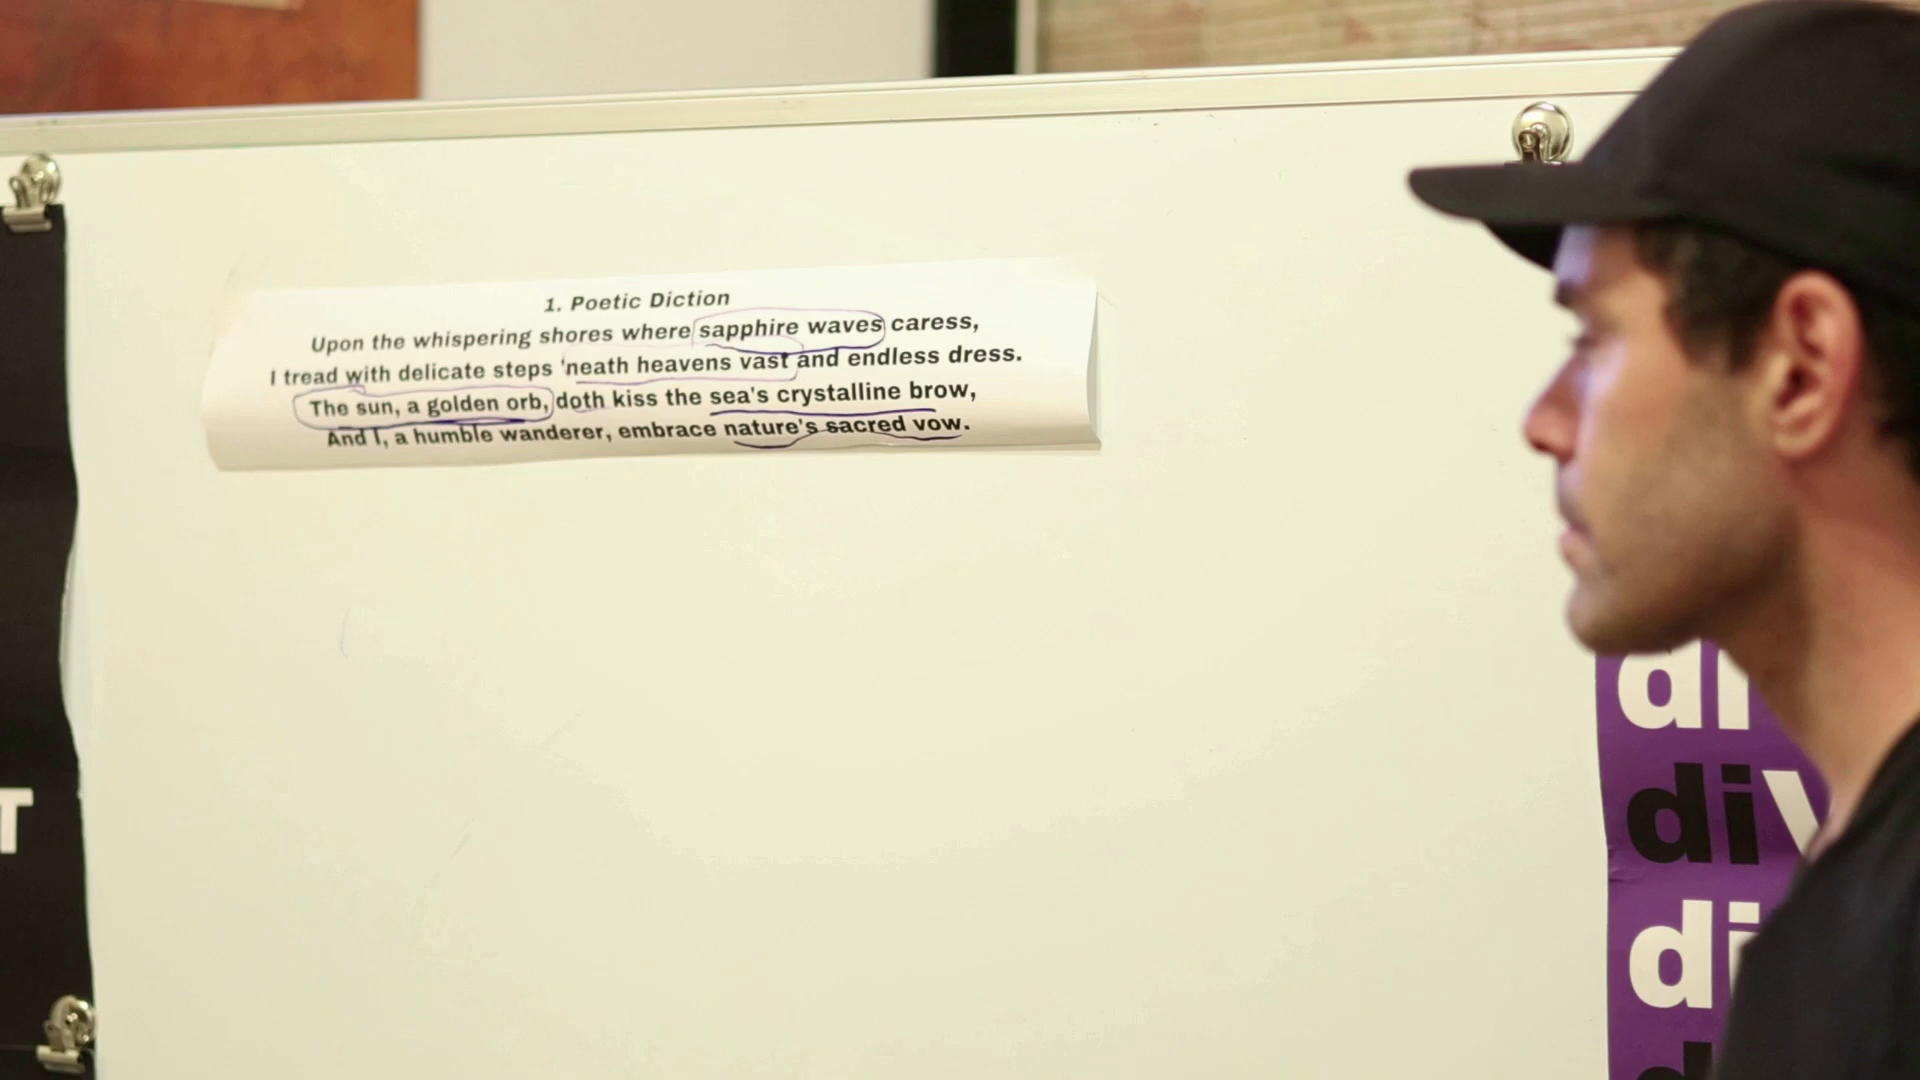 1. Poetic Diction
Upon the whispering shores where sapphire waves caress,
I tread with delicate steps 'neath heavens vast and endless dress.
The sun, a golden orb, doth kiss the sea's crystalline brow,
And I, a humble wanderer, embrace nature's sacred vow.
T
di
div
di
d